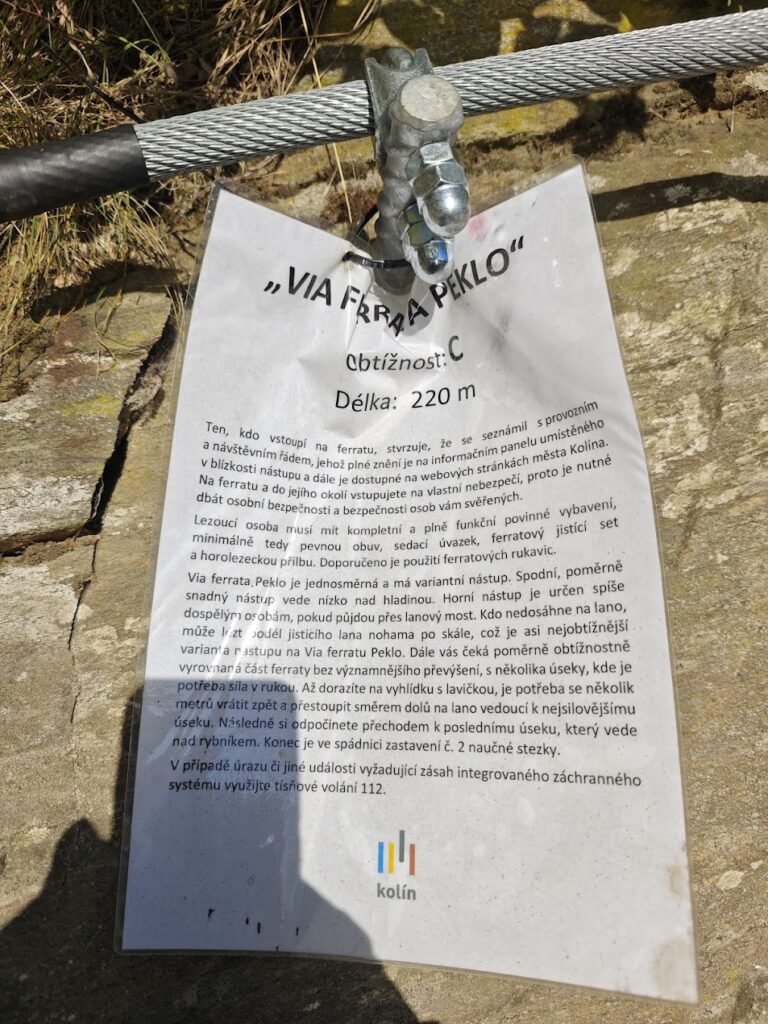 „VIA FERRATA PEKLO“
Obtížnost: C
Délka: 220 m
Ten, kdo vstoupí na ferratu, stvrzuje, že se seznámil s provozním
a návštěvním řádem, jehož plné znění je na informačním panelu umístěného
v blízkosti nástupu a dále je dostupné na webových stránkách města Kolína.
Na ferratu a do jejího okolí vstupujete na vlastní nebezpečí, proto je nutné
dbát osobní bezpečnosti a bezpečnosti osob vám svěřených.
Lezoucí osoba musí mít kompletní a plně funkční povinné vybavení,
minimálně tedy pevnou obuv, sedací úvazek, ferratový jistící set
a horolezeckou přilbu. Doporučeno je použití ferratových rukavic.
Via ferrata Peklo je jednosměrná a má variantní nástup. Spodní, poměrně
snadný nástup vede nízko nad hladinou. Horní nástup je určen spíše
dospělým osobám, pokud půjdou přes lanový most. Kdo nedosáhne na lano,
může lézt podél jisticího lana nohama po skále, což je asi nejobtížnější
varianta nástupu na Via ferratu Peklo. Dále vás čeká poměrně obtížnostně
vyrovnaná část ferraty bez významnějšího převýšení, s několika úseky, kde je
potřeba síla v rukou. Až dorazíte na vyhlídku s lavičkou, je potřeba se několik
metrů vrátit zpět a přestoupit směrem dolů na lano vedoucí k nejsilovějšímu
úseku. Následně si odpočinete přechodem k poslednímu úseku, který vede
nad rybníkem. Konec je ve spádnici zastavení č. 2 naučné stezky.
V případě úrazu či jiné události vyžadující zásah integrovaného záchranného
systému využijte tísňové volání 112.
kolín